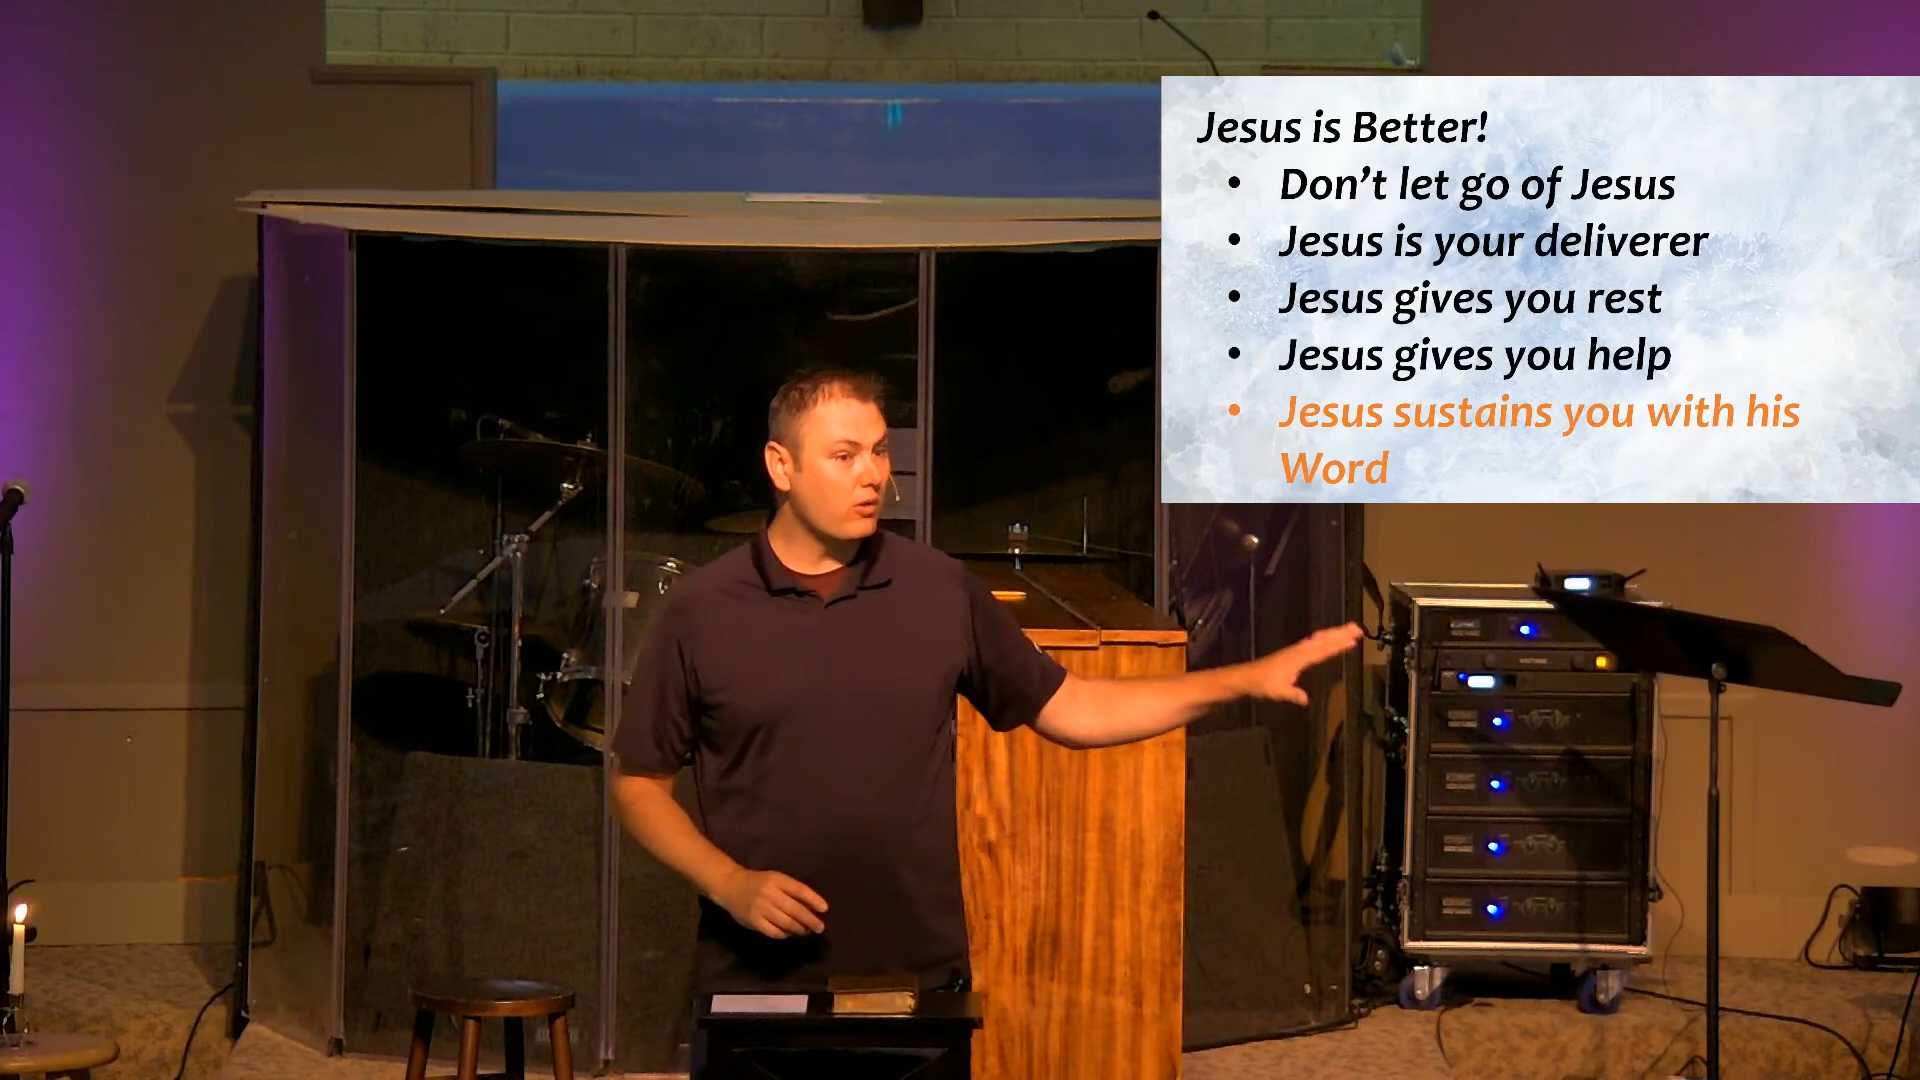 Jesus is Better!
• Don't let go of Jesus
• Jesus is your deliverer
• Jesus gives you rest
• Jesus gives you help
• Jesus sustains you with his
Word